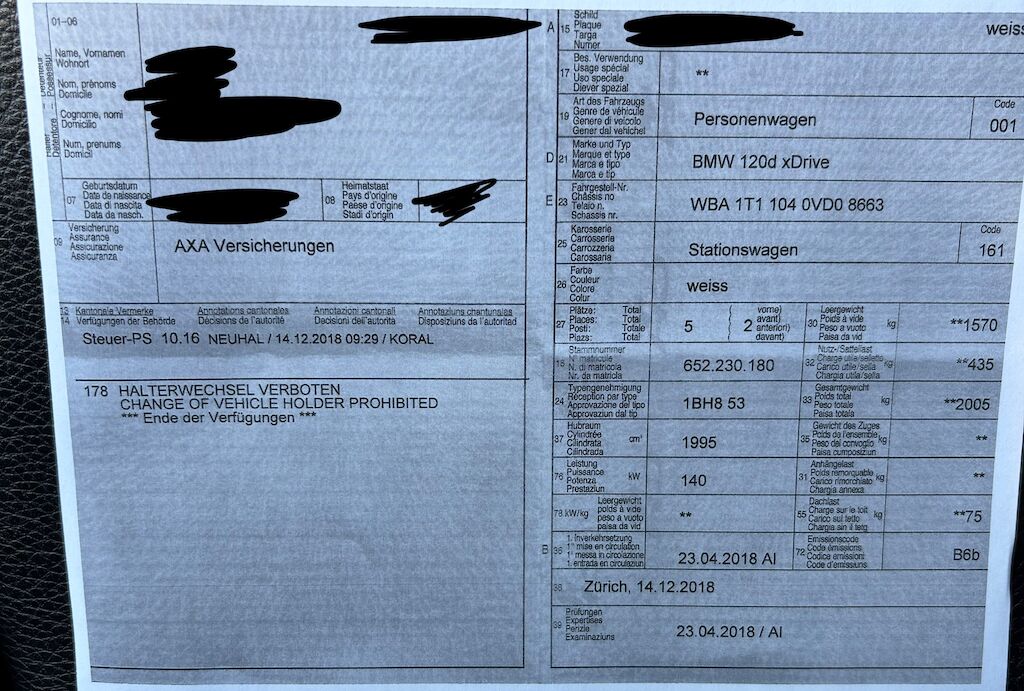 01-06
Halter Détenteur
Detentore Possessur
Name, Vornamen
Wohnort
Nom, prénoms
Domicile
Cognome, nomi
Domicilio
Num, prenums
Domicil
07
Geburtsdatum
Date de naissance
Data di nascita
Data da nasch.
08
Heimatstaat
Pays d'origine
Paese d'origine
Stadi d'origin
09
Versicherung
Assurance
Assicurazione
Assicuranza
AXA Versicherungen
13
14
Kantonale Vermerke
Verfügungen der Behörde
Annotations cantonales
Décisions de l'autorité
Annotazioni cantonali
Decisioni dell'autorità
Annotaziuns chantunalas
Disposiziuns da l'autoritad
Steuer-PS 10.16 NEUHAL / 14.12.2018 09:29 / KORAL
178 HALTERWECHSEL VERBOTEN
CHANGE OF VEHICLE HOLDER PROHIBITED
*** Ende der Verfügungen ***
A 15
Schild
Plaque
Targa
Numer
weiss
17
Bes. Verwendung
Usage spécial
Uso speciale
Diever spezial
**
19
Art des Fahrzeugs
Genre de véhicule
Genere di veicolo
Gener dal vehichel
Personenwagen
Code
001
D 21
Marke und Typ
Marque et type
Marca e tipo
Marca e tip
BMW 120d xDrive
E 23
Fahrgestell-Nr.
Châssis no
Telaio n.
Schassis nr.
WBA 1T1 104 0VD0 8663
25
Karosserie
Carrosserie
Carrozzeria
Carossaria
Stationswagen
Code
161
26
Farbe
Couleur
Colore
Colur
weiss
27
Plätze: Total
Places: Total
Posti: Totale
Plazs: Total
5
2
vorne)
avant)
anteriori)
davant)
30
Leergewicht
Poids à vide
Peso a vuoto
Paisa da vid
kg
**1570
18
Stammnummer
N° matricule
N. di matricola
Nr. da matricla
652.230.180
32
Nutz-/Sattellast
Charge utile/sellette
Carico utile/sella
Chargia utila/sella
kg
**435
24
Typengenehmigung
Réception par type
Approvazione del tipo
Approvaziun dal tip
1BH8 53
33
Gesamtgewicht
Poids total
Peso totale
Paisa totala
kg
**2005
37
Hubraum
Cylindrée
Cilindrata
Cilindrada
cm³
1995
35
Gewicht des Zuges
Poids de l'ensemble
Peso del convoglio
Paisa cumposiziun
kg
**
76
Leistung
Puissance
Potenza
Prestaziun
kW
140
31
Anhängelast
Poids remorquable
Carico rimorchiato
Chargia annexa
kg
**
78 kW/kg
Leergewicht
poids à vide
peso a vuoto
paisa da vid
**
55
Dachlast
Charge sur le toit
Carico sul tetto
Chargia sin il tetg
kg
**75
B 36
1. Inverkehrsetzung
1re mise en circulation
1. messa in circolazione
1. entrada en circulaziun
23.04.2018 AI
72
Emissionscode
Code émissions
Codice emissioni
Code d'emissiuns
B6b
38
Zürich, 14.12.2018
39
Prüfungen
Expertises
Perizie
Examinaziuns
23.04.2018 / AI